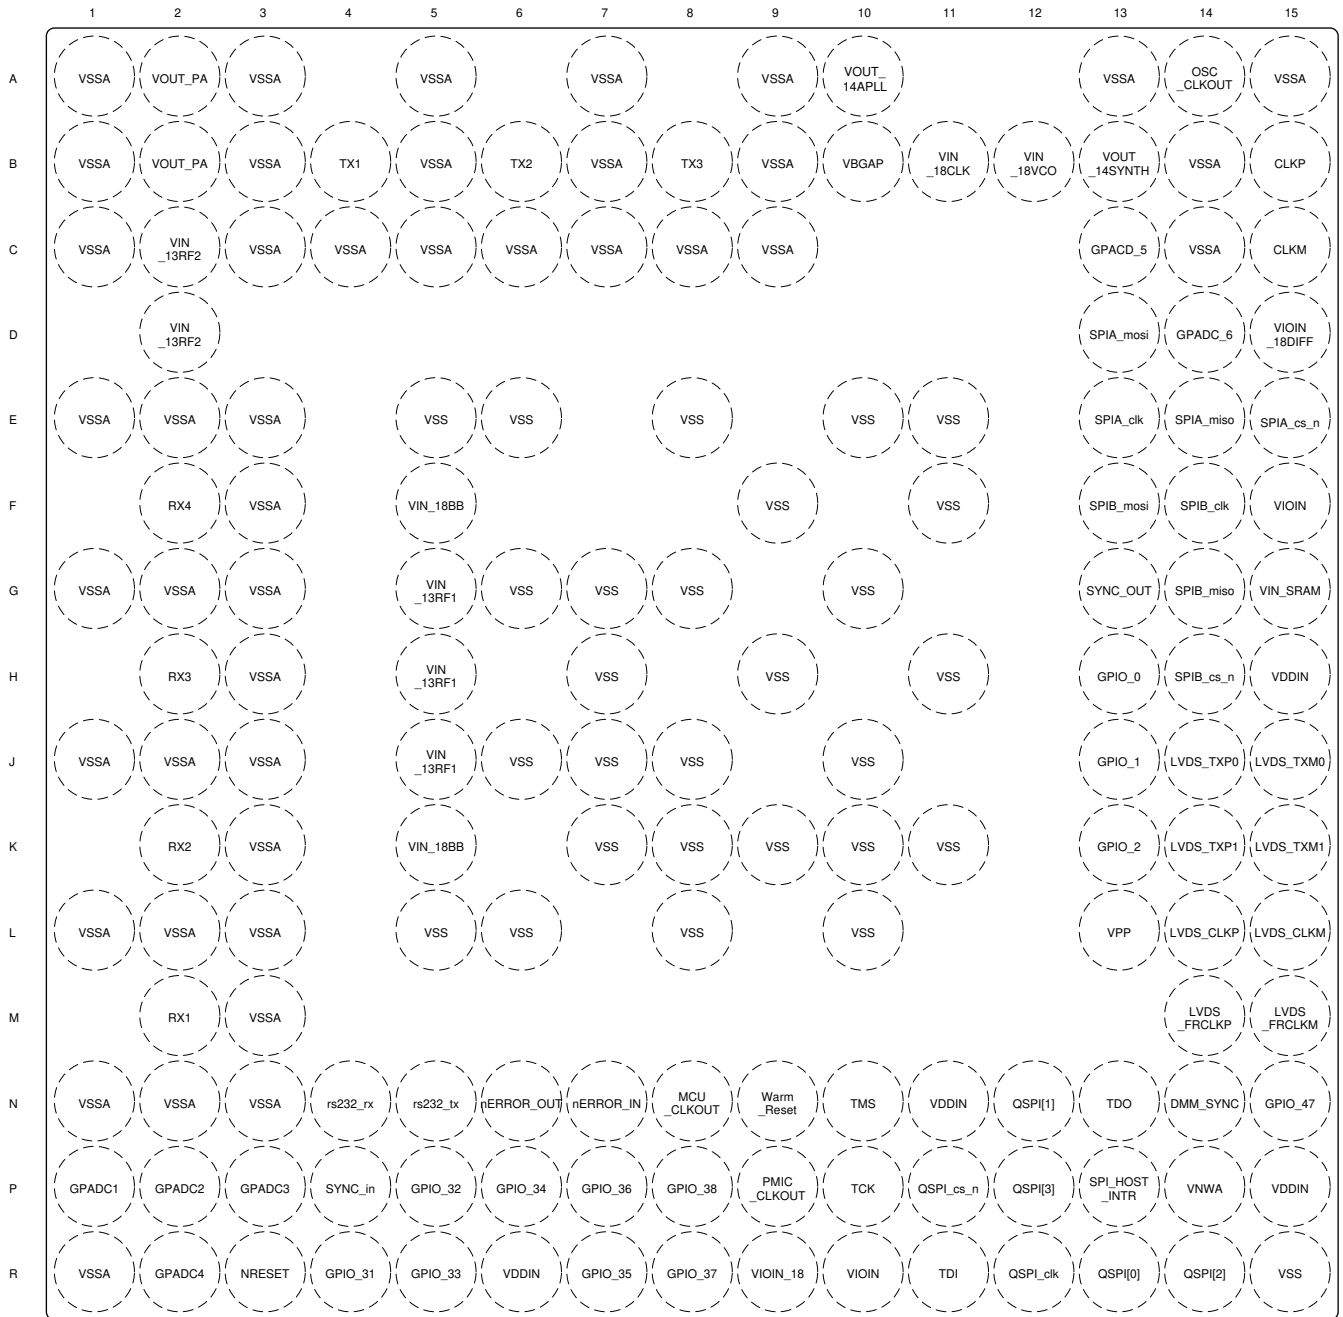 1 2 3 4 5 6 7 8 9 10 11 12 13 14 15
A VSSA VOUT_PA VSSA VSSA VSSA VSSA VOUT_ 14APLL VSSA OSC _CLKOUT VSSA
B VSSA VOUT_PA VSSA TX1 VSSA TX2 VSSA TX3 VSSA VBGAP VIN _18CLK VIN _18VCO VOUT _14SYNTH VSSA CLKP
C VSSA VIN _13RF2 VSSA VSSA VSSA VSSA VSSA VSSA VSSA GPACD_5 VSSA CLKM
D VIN _13RF2 SPIA_mosi GPADC_6 VIOIN _18DIFF
E VSSA VSSA VSSA VSS VSS VSS VSS VSS SPIA_clk SPIA_miso SPIA_cs_n
F RX4 VSSA VIN_18BB VSS VSS SPIB_mosi SPIB_clk VIOIN
G VSSA VSSA VSSA VIN _13RF1 VSS VSS VSS VSS SYNC_OUT SPIB_miso VIN_SRAM
H RX3 VSSA VIN _13RF1 VSS VSS VSS GPIO_0 SPIB_cs_n VDDIN
J VSSA VSSA VSSA VIN _13RF1 VSS VSS VSS VSS GPIO_1 LVDS_TXP0 LVDS_TXM0
K RX2 VSSA VIN_18BB VSS VSS VSS VSS VSS GPIO_2 LVDS_TXP1 LVDS_TXM1
L VSSA VSSA VSSA VSS VSS VSS VSS VPP LVDS_CLKP LVDS_CLKM
M RX1 VSSA LVDS _FRCLKP LVDS _FRCLKM
N VSSA VSSA VSSA rs232_rx rs232_tx nERROR_OUT nERROR_IN MCU _CLKOUT Warm _Reset TMS VDDIN QSPI[1] TDO DMM_SYNC GPIO_47
P GPADC1 GPADC2 GPADC3 SYNC_in GPIO_32 GPIO_34 GPIO_36 GPIO_38 PMIC _CLKOUT TCK QSPI_cs_n QSPI[3] SPI_HOST _INTR VNWA VDDIN
R VSSA GPADC4 NRESET GPIO_31 GPIO_33 VDDIN GPIO_35 GPIO_37 VIOIN_18 VIOIN TDI QSPI_clk QSPI[0] QSPI[2] VSS